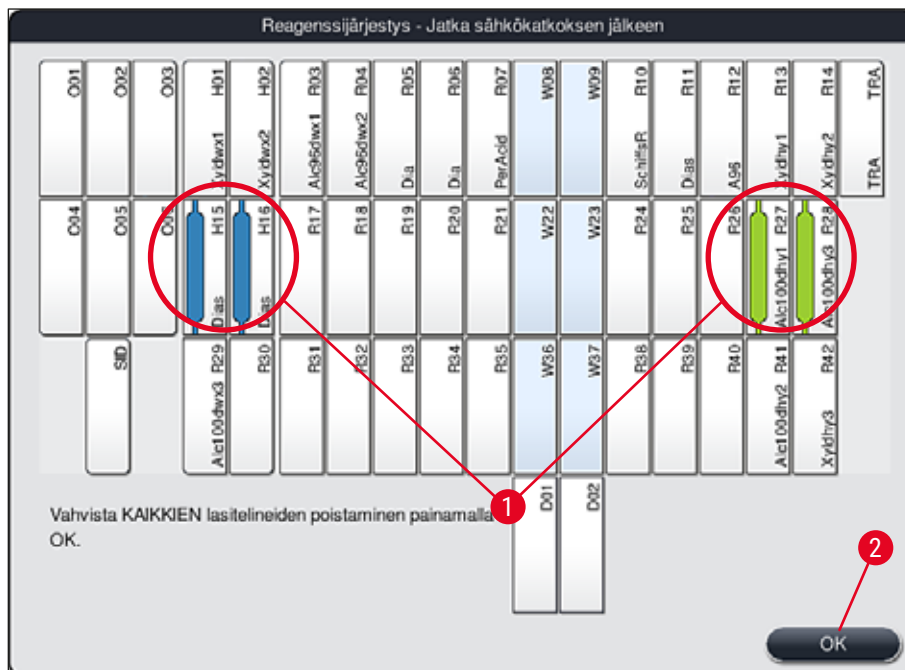 Reagenssijärjestys - Jatka sähkökatkoksen jälkeen
O01
O02
O03
Xyldwx1 H01
Xyldwx2 H02
Alc96dwx1 R03
Alc96dwx2 R04
Dia R05
Dia R06
PerAcid R07
W08
W09
SchiffsR R10
Dias R11
A96 R12
Xyldhy1 R13
Xyldhy2 R14
TRA TRA
O04
O05
O06
Dias H15
Dias H16
R17
R18
R19
R20
R21
W22
W23
R24
R25
R26
Alc100dhy1 R27
Alc100dhy3 R28
SID
Alc100dwx3 R29
R30
R31
R32
R33
R34
R35
W36
W37
R38
R39
R40
Alc100dhy2 R41
Xyldhy3 R42
D01
D02
Vahvista KAIKKIEN lasitelineiden poistaminen painamalla
OK.
1
2
OK